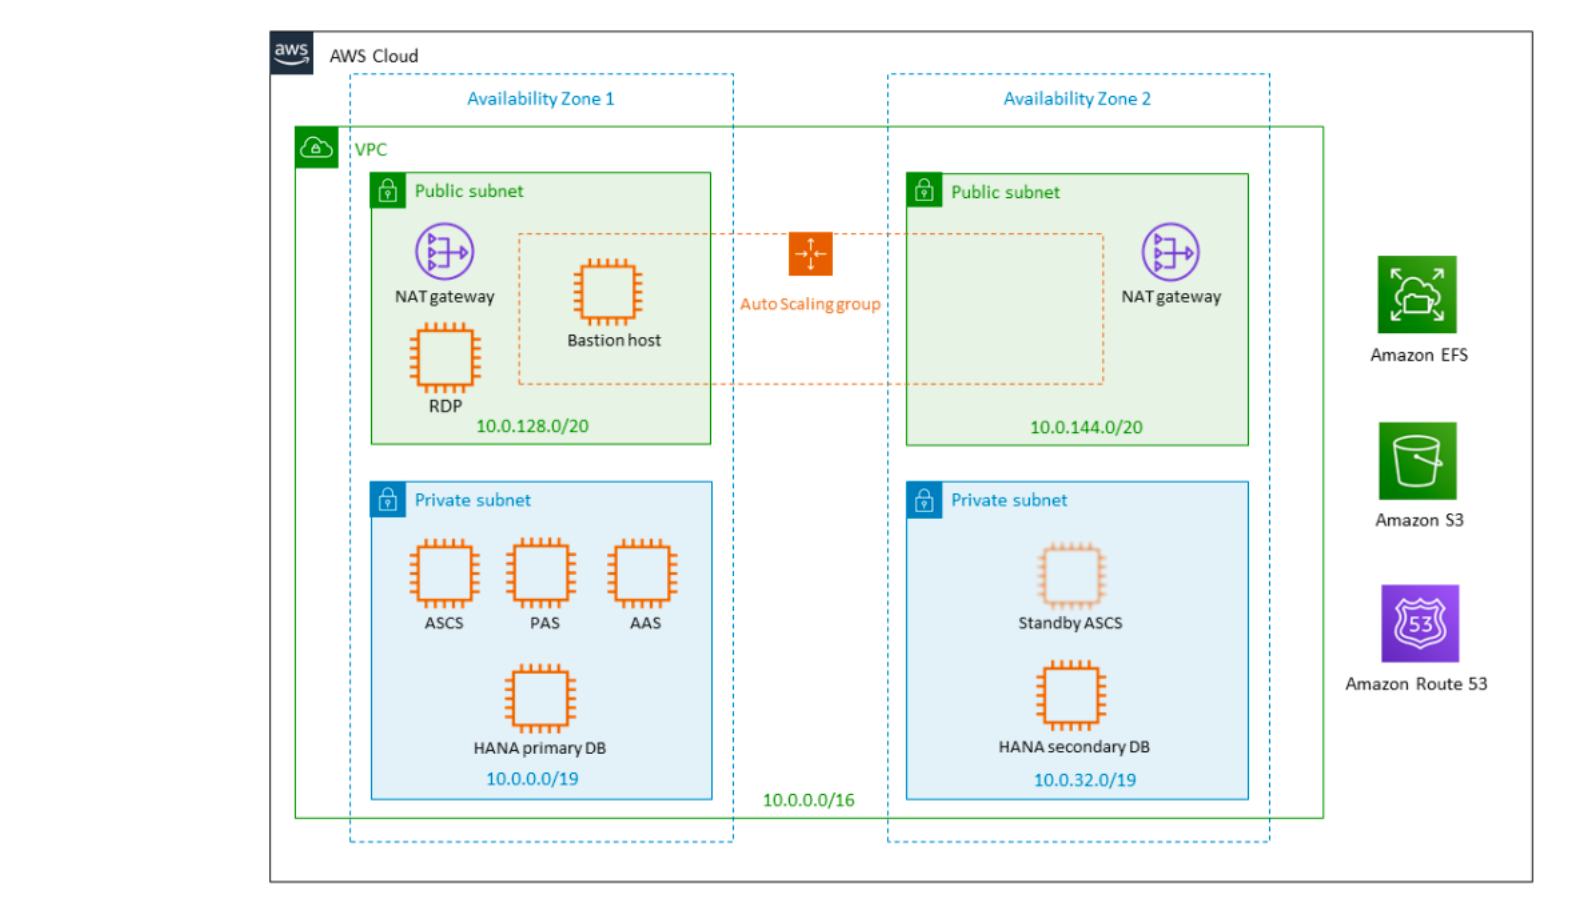 aws
AWS Cloud
Availability Zone 1
Availability Zone 2
VPC
Public subnet
NAT gateway
Bastion host
RDP
10.0.128.0/20
Auto Scaling group
Public subnet
NAT gateway
10.0.144.0/20
Private subnet
ASCS
PAS
AAS
HANA primary DB
10.0.0.0/19
Private subnet
Standby ASCS
HANA secondary DB
10.0.32.0/19
10.0.0.0/16
Amazon EFS
Amazon S3
53
Amazon Route 53